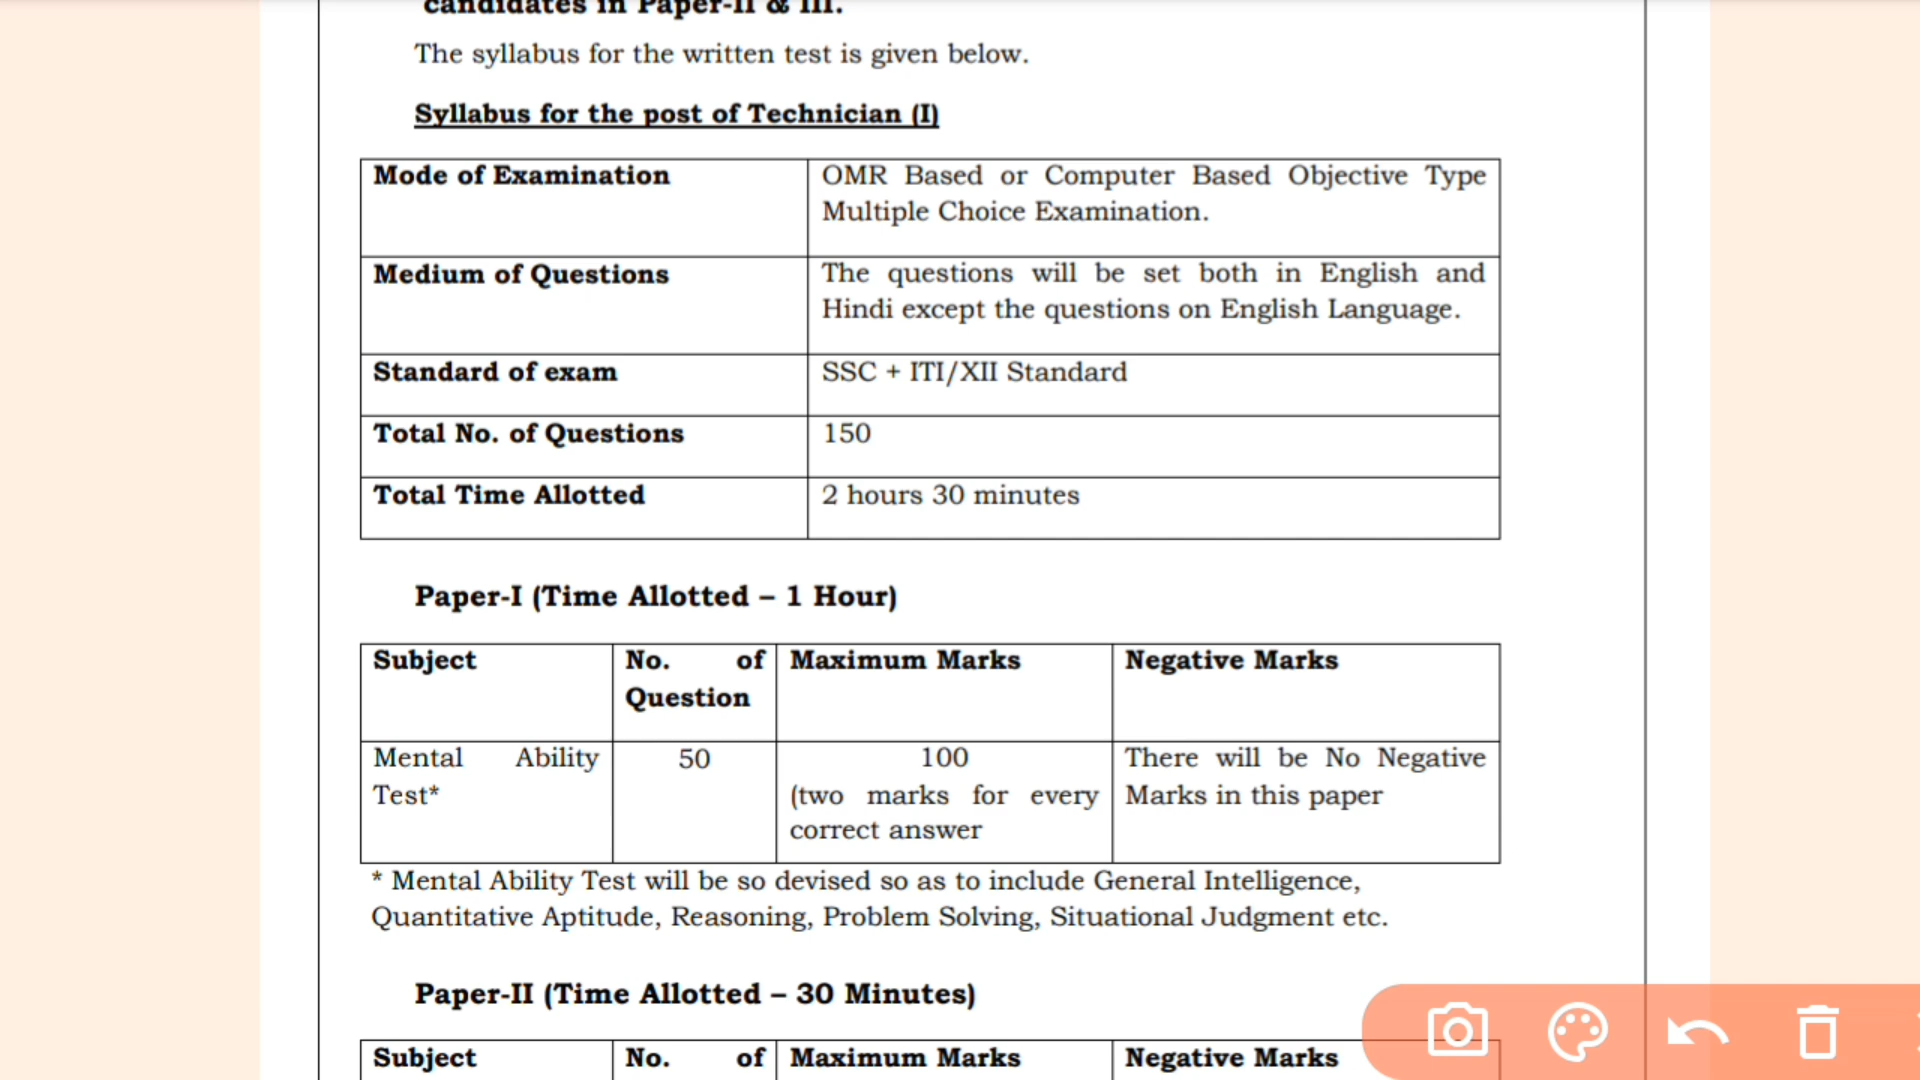 candidates in Paper-II & III.
The syllabus for the written test is given below.
Syllabus for the post of Technician (I)
Mode of Examination
OMR Based or Computer Based Objective Type
Multiple Choice Examination.
Medium of Questions
The questions will be set both in English and
Hindi except the questions on English Language.
Standard of exam
SSC + ITI/XII Standard
Total No. of Questions
150
Total Time Allotted
2 hours 30 minutes
Paper-I (Time Allotted – 1 Hour)
Subject
No. of
Question
Maximum Marks
Negative Marks
Mental Ability
Test*
50
100
(two marks for every
correct answer
There will be No Negative
Marks in this paper
* Mental Ability Test will be so devised so as to include General Intelligence,
Quantitative Aptitude, Reasoning, Problem Solving, Situational Judgment etc.
Paper-II (Time Allotted – 30 Minutes)
Subject
No. of
Maximum Marks
Negative Marks